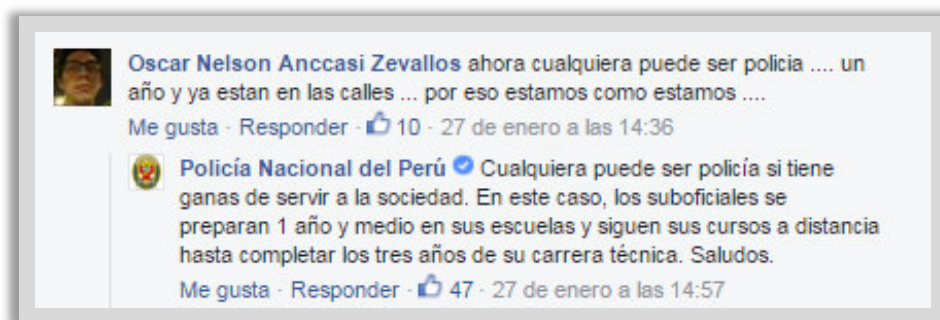 Oscar Nelson Anccasi Zevallos ahora cualquiera puede ser policia .... un
año y ya estan en las calles ... por eso estamos como estamos ....
Me gusta · Responder · 10 · 27 de enero a las 14:36
Policía Nacional del Perú Cualquiera puede ser policía si tiene
ganas de servir a la sociedad. En este caso, los suboficiales se
preparan 1 año y medio en sus escuelas y siguen sus cursos a distancia
hasta completar los tres años de su carrera técnica. Saludos.
Me gusta · Responder · 47 · 27 de enero a las 14:57